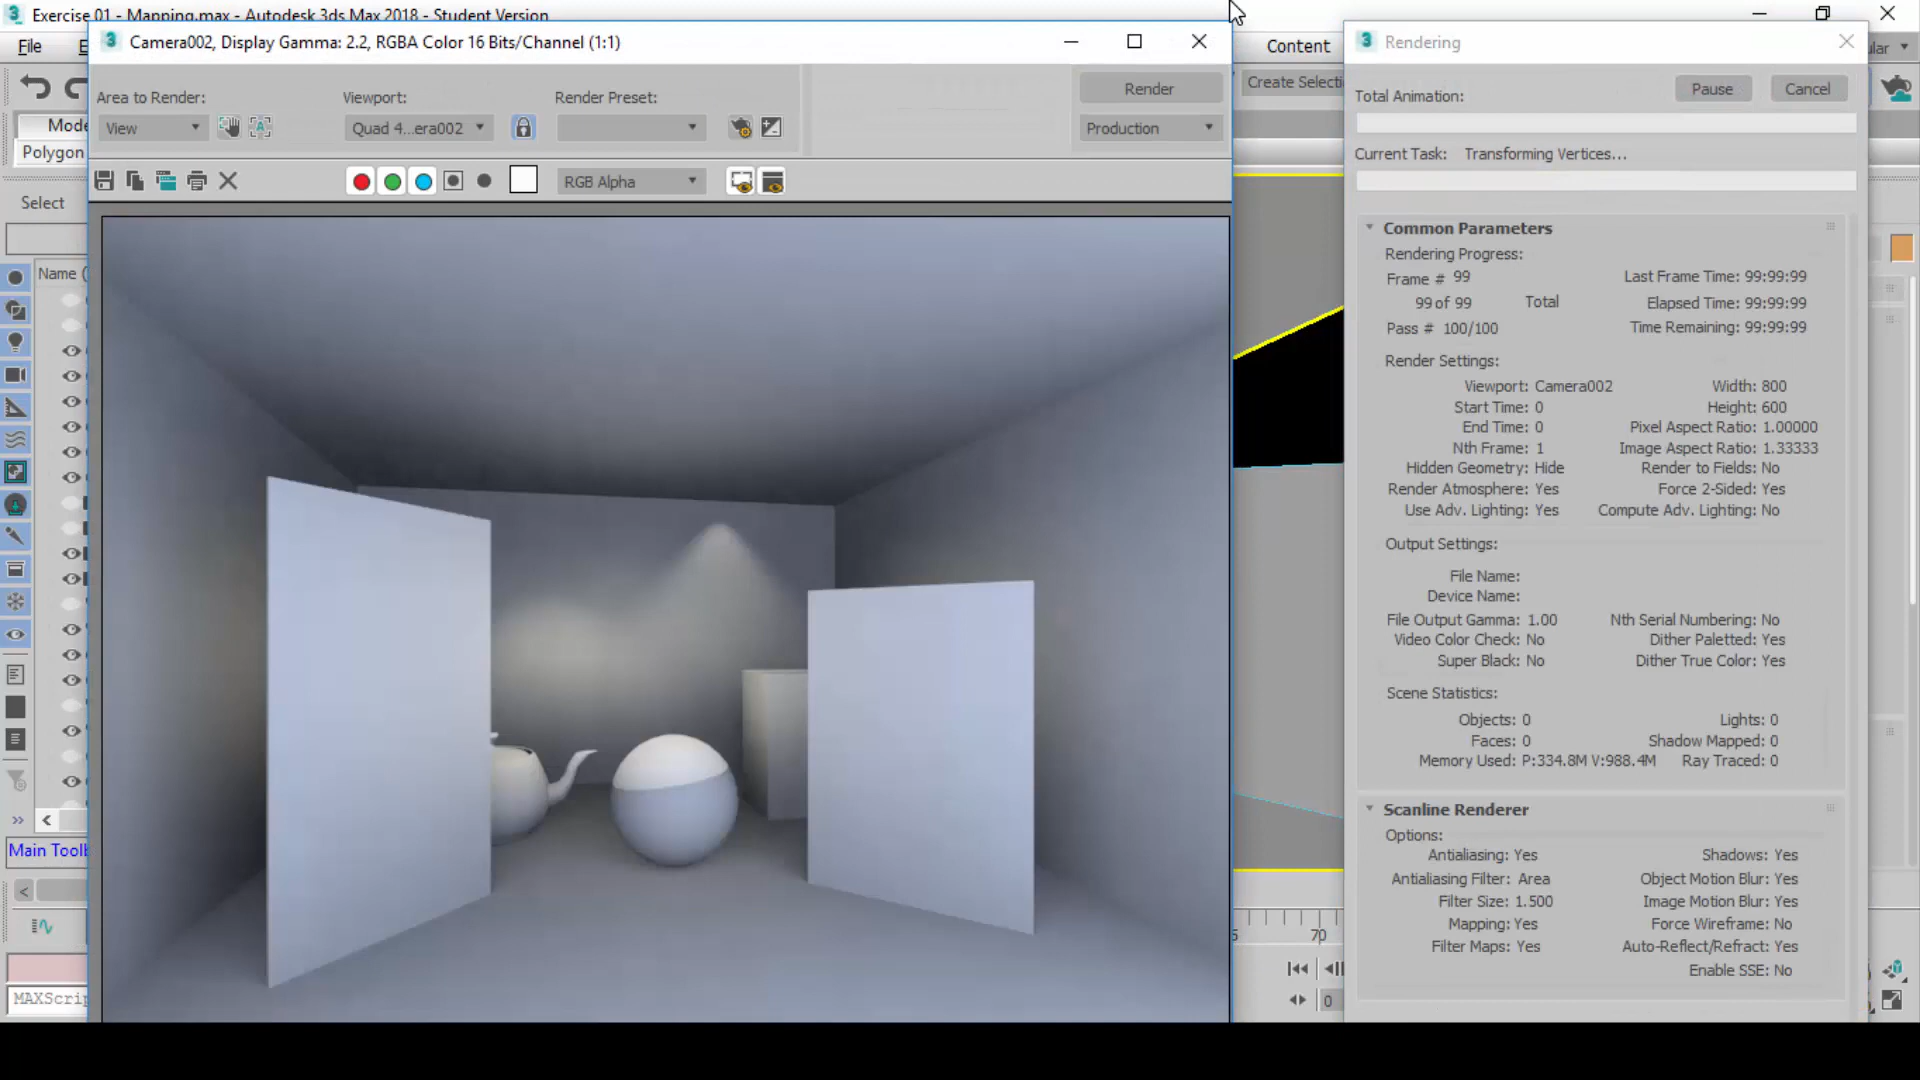 Exercise 01 - Mapping.max - Autodesk 3ds Max 2018 - Student Version
File
Content
Create Selecti
Mode
Polygon
Select
Name (
Main Toolb
MAXScrip
70
0
Camera002, Display Gamma: 2.2, RGBA Color 16 Bits/Channel (1:1)
Area to Render:
Viewport:
Render Preset:
Render
View
Quad 4...era002
Production
RGB Alpha
Rendering
Total Animation:
Pause
Cancel
Current Task: Transforming Vertices...
Common Parameters
Rendering Progress:
Frame # 99
Last Frame Time: 99:99:99
99 of 99 Total
Elapsed Time: 99:99:99
Pass # 100/100
Time Remaining: 99:99:99
Render Settings:
Viewport: Camera002
Width: 800
Start Time: 0
Height: 600
End Time: 0
Pixel Aspect Ratio: 1.00000
Nth Frame: 1
Image Aspect Ratio: 1.33333
Hidden Geometry: Hide
Render to Fields: No
Render Atmosphere: Yes
Force 2-Sided: Yes
Use Adv. Lighting: Yes
Compute Adv. Lighting: No
Output Settings:
File Name:
Device Name:
File Output Gamma: 1.00
Nth Serial Numbering: No
Video Color Check: No
Dither Paletted: Yes
Super Black: No
Dither True Color: Yes
Scene Statistics:
Objects: 0
Lights: 0
Faces: 0
Shadow Mapped: 0
Memory Used: P:334.8M V:988.4M
Ray Traced: 0
Scanline Renderer
Options:
Antialiasing: Yes
Shadows: Yes
Antialiasing Filter: Area
Object Motion Blur: Yes
Filter Size: 1.500
Image Motion Blur: Yes
Mapping: Yes
Force Wireframe: No
Filter Maps: Yes
Auto-Reflect/Refract: Yes
Enable SSE: No